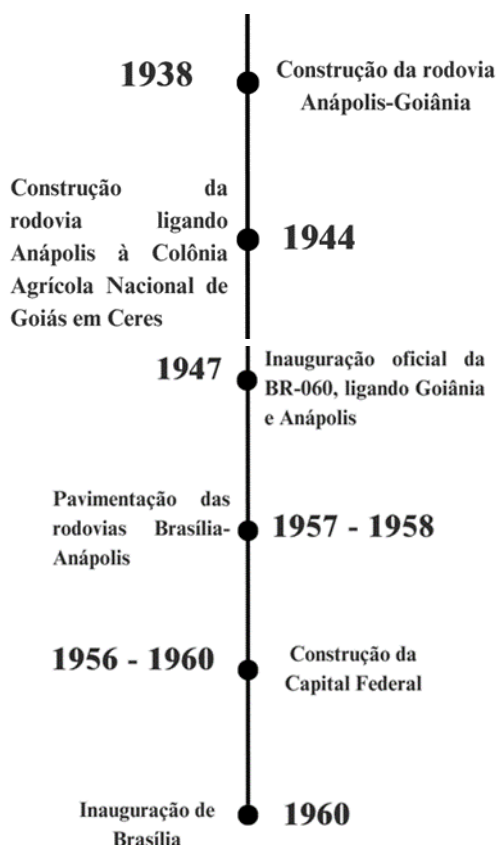 1938
Construção da rodovia
Anápolis-Goiânia
Construção da
rodovia ligando
Anápolis à Colônia
Agrícola Nacional de
Goiás em Ceres
1944
1947
Inauguração oficial da
BR-060, ligando Goiânia
e Anápolis
Pavimentação das
rodovias Brasília-
Anápolis
1957 - 1958
1956 - 1960
Construção da
Capital Federal
Inauguração de
Brasília
1960